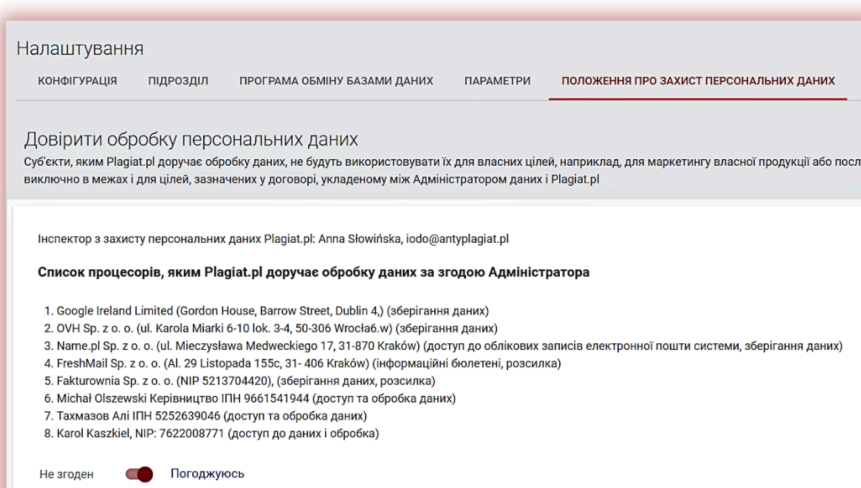 Налаштування
КОНФІГУРАЦІЯ ПІДРОЗДІЛ ПРОГРАМА ОБМІНУ БАЗАМИ ДАНИХ ПАРАМЕТРИ ПОЛОЖЕННЯ ПРО ЗАХИСТ ПЕРСОНАЛЬНИХ ДАНИХ
Довірити обробку персональних даних
Суб'єкти, яким Plagiat.pl доручає обробку даних, не будуть використовувати їх для власних цілей, наприклад, для маркетингу власної продукції або посл
виключно в межах і для цілей, зазначених у договорі, укладеному між Адміністратором даних і Plagiat.pl
Інспектор з захисту персональних даних Plagiat.pl: Anna Słowińska, iodo@antyplagiat.pl
Список процесорів, яким Plagiat.pl доручає обробку даних за згодою Адміністратора
1. Google Ireland Limited (Gordon House, Barrow Street, Dublin 4,) (зберігання даних)
2. OVH Sp. z o. o. (ul. Karola Miarki 6-10 lok. 3-4, 50-306 Wrocła6.w) (зберігання даних)
3. Name.pl Sp. z o. o. (ul. Mieczysława Medweckiego 17, 31-870 Kraków) (доступ до облікових записів електронної пошти системи, зберігання даних)
4. FreshMail Sp. z o. o. (Al. 29 Listopada 155c, 31- 406 Kraków) (інформаційні бюлетені, розсилка)
5. Fakturownia Sp. z o. o. (NIP 5213704420), (зберігання даних, розсилка)
6. Michał Olszewski Керівництво ІПН 9661541944 (доступ та обробка даних)
7. Тахмазов Алі ІПН 5252639046 (доступ та обробка даних)
8. Karol Kaszkiel, NIP: 7622008771 (доступ до даних і обробка)
Не згоден Погоджуюсь